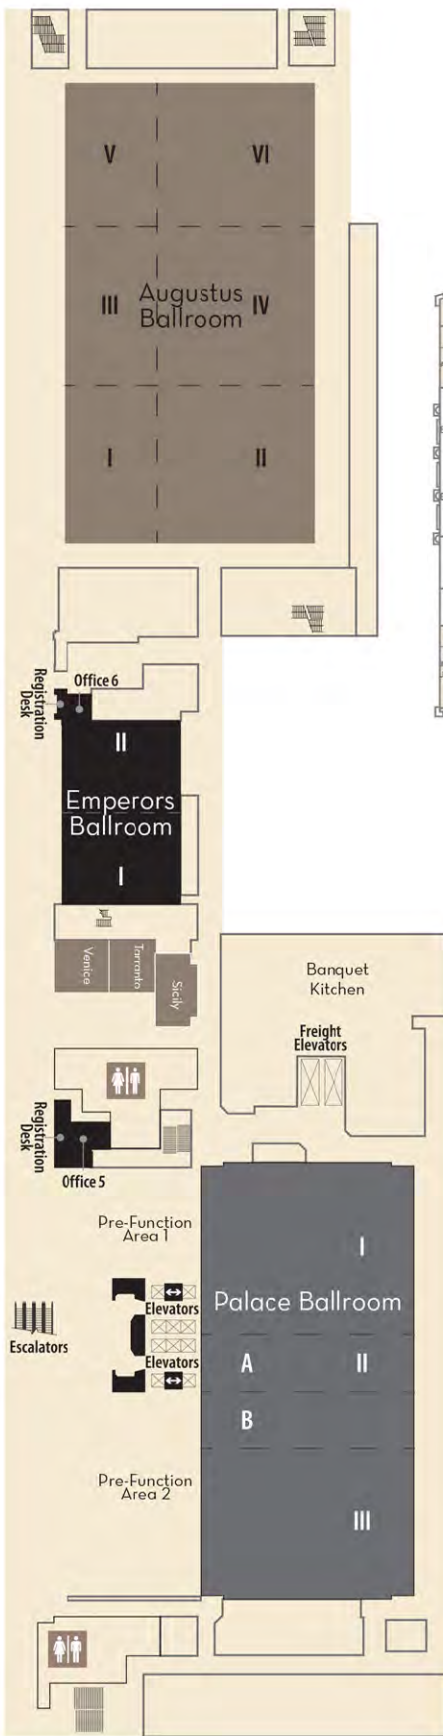 V
VI
III
Augustus
Ballroom
IV
I
II
Registration
Desk
Office 6
II
Emperors
Ballroom
I
Venice
Tarranto
Sicily
Banquet
Kitchen
Freight
Elevators
Registration
Desk
Office 5
Pre-Function
Area 1
I
Elevators
Palace Ballroom
Escalators
Elevators
A
II
B
Pre-Function
Area 2
III